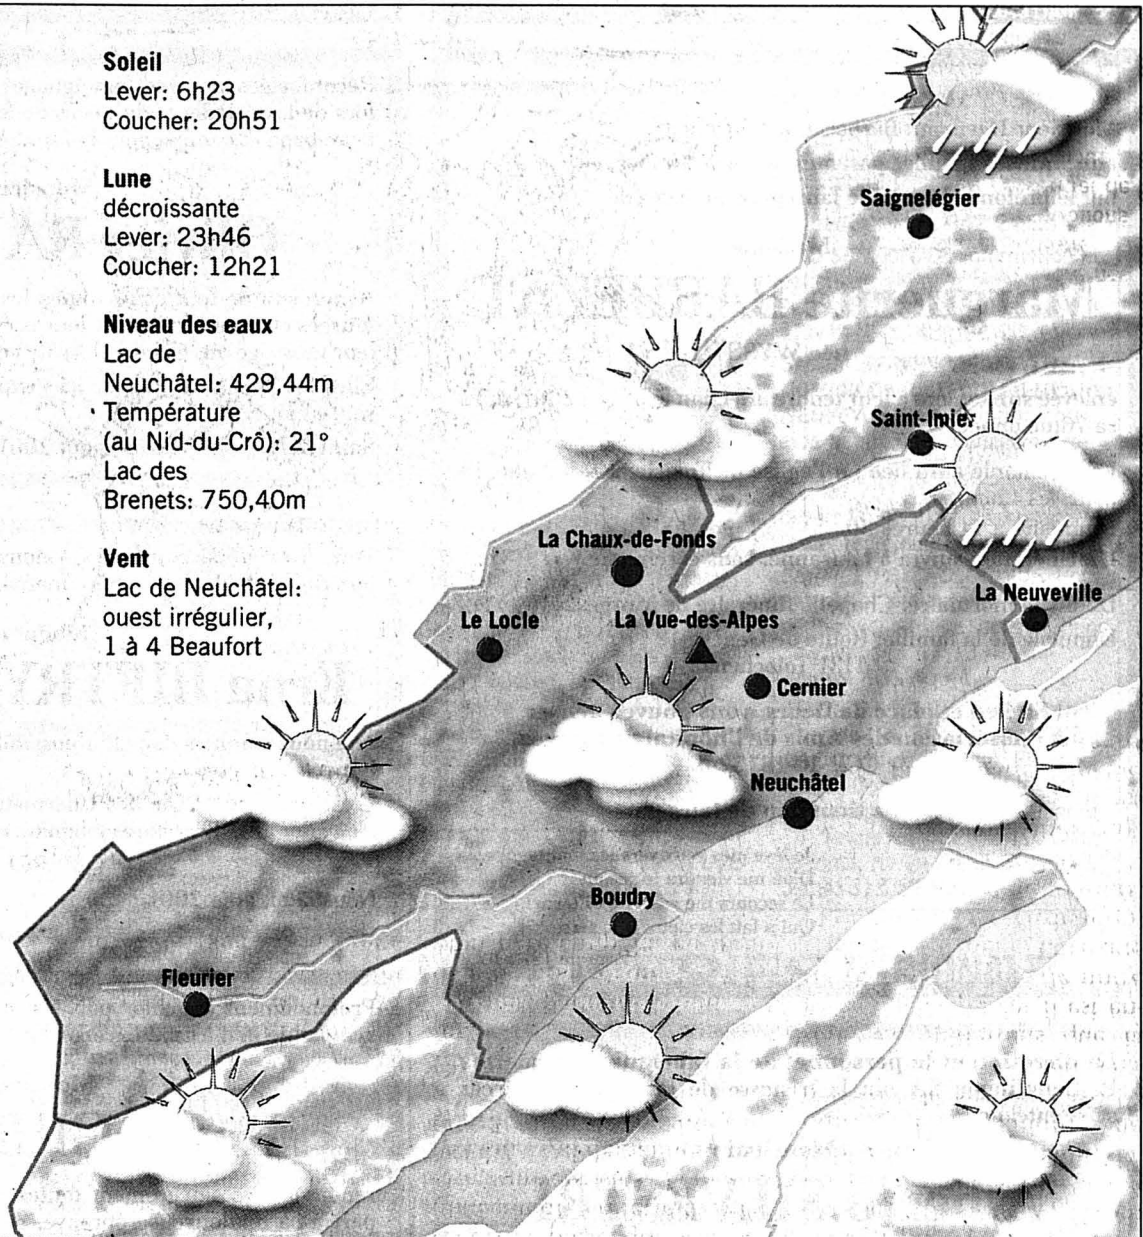 Soleil
Lever: 6h23
Coucher: 20h51
Lune
décroissante
Lever: 23h46
Coucher: 12h21
Niveau des eaux
Lac de
Neuchâtel: 429,44m
Température
(au Nid-du-Crô): 21°
Lac des
Brenets: 750,40m
Vent
Lac de Neuchâtel:
ouest irrégulier,
1 à 4 Beaufort
Saignelégier
Saint-Imier
La Chaux-de-Fonds
La Neuveville
Le Locle
La Vue-des-Alpes
Cernier
Neuchâtel
Boudry
Fleurier